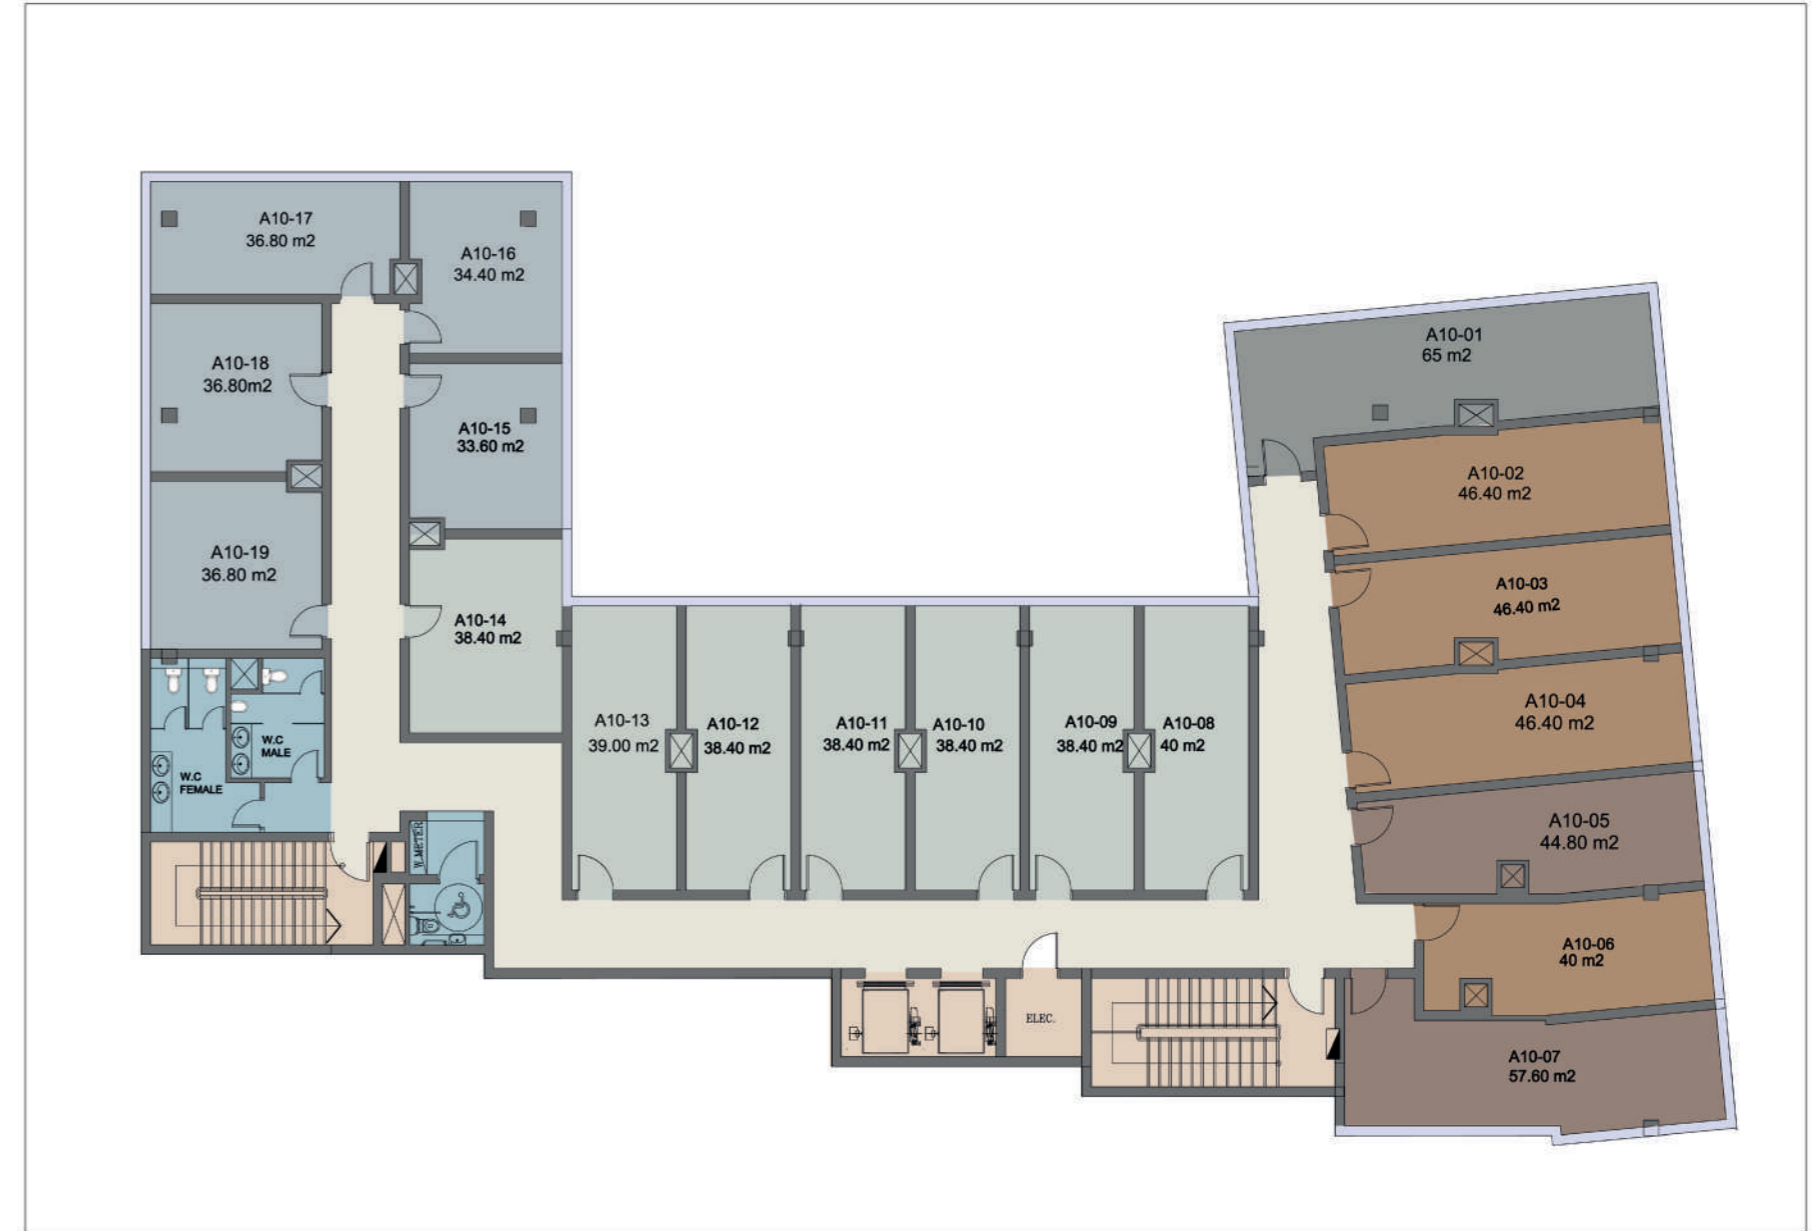 A10-17
36.80 m2
A10-16
34.40 m2
A10-18
36.80m2
A10-15
33.60 m2
A10-19
36.80 m2
A10-14
38.40 m2
A10-01
65 m2
A10-02
46.40 m2
A10-03
46.40 m2
A10-04
46.40 m2
A10-05
44.80 m2
A10-06
40 m2
A10-07
57.60 m2
A10-13
39.00 m2
A10-12
38.40 m2
A10-11
38.40 m2
A10-10
38.40 m2
A10-09
38.40 m2
A10-08
40 m2
W.C
MALE
W.C
FEMALE
W.METER
ELEC.